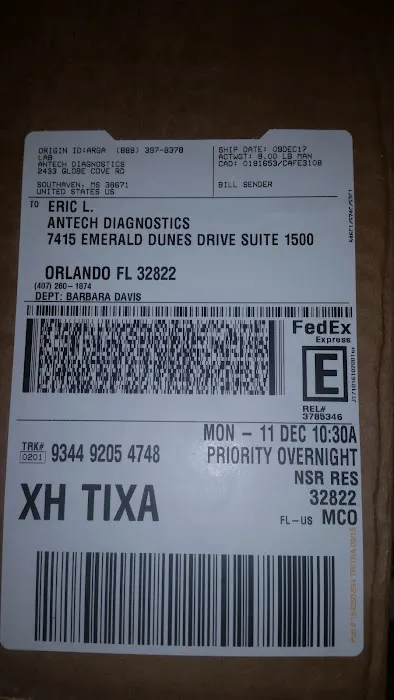 ORIGIN ID:ARGA (888) 397-8378
LAB
ANTECH DIAGNOSTICS
2433 GLOBE COVE RD
SOUTHAVEN, MS 38671
UNITED STATES US
SHIP DATE: 09DEC17
ACTWGT: 9.00 LB MAN
CAD: 0181653/CAFE3108
BILL SENDER
TO ERIC L.
ANTECH DIAGNOSTICS
7415 EMERALD DUNES DRIVE SUITE 1500
ORLANDO FL 32822
(407) 260-1874
DEPT: BARBARA DAVIS
FedEx
Express
E
REL#
3785346
MON - 11 DEC 10:30A
TRK# 9344 9205 4748
0201
PRIORITY OVERNIGHT
NSR RES
XH TIXA
32822
FL-US MCO